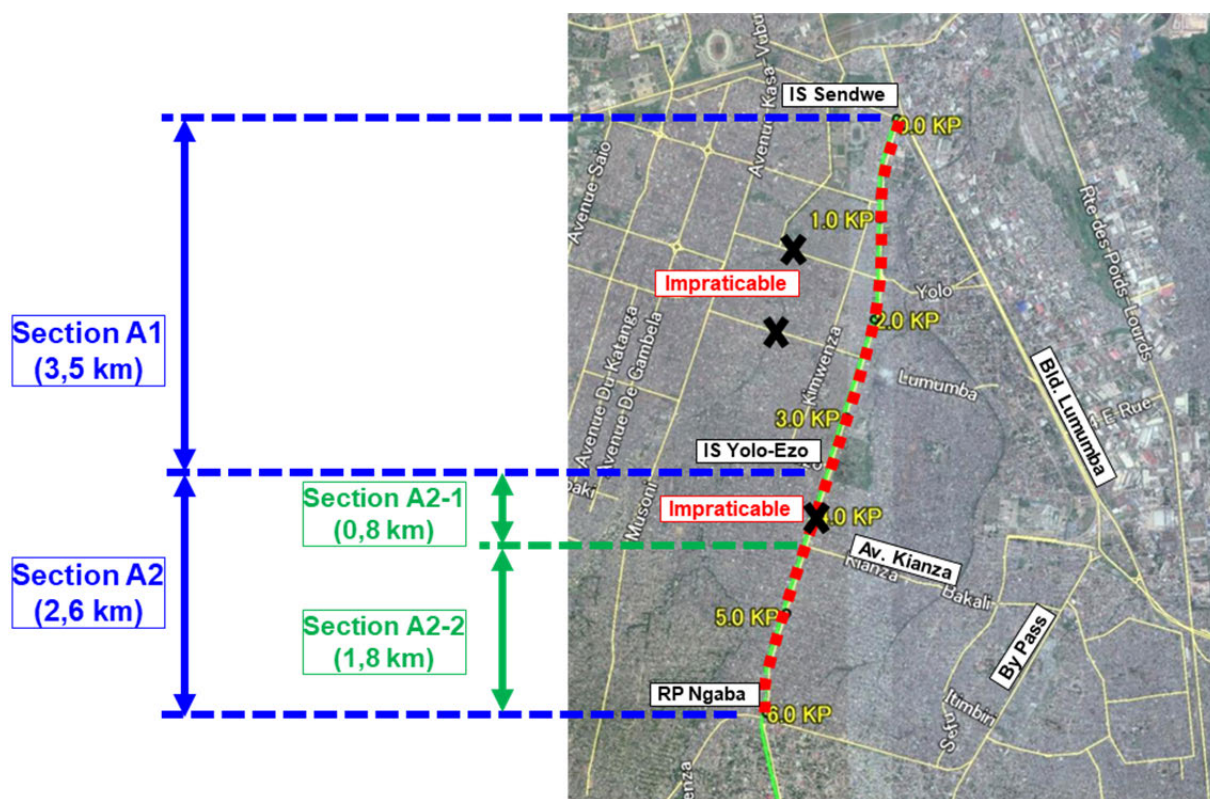 IS Sendwe
0.0 KP
Avenue Kasa-Vubu
Avenue Saio
1.0 KP
Rte des Poids-Lourds
Impraticable
Yolo
Section A1
(3,5 km)
2.0 KP
Avenue Du Katanga
Avenue De Gambela
Kimwenza
Lumumba
Bld. Lumumba
3.0 KP
E-Rue
IS Yolo-Ezo
Section A2-1
(0,8 km)
Musoni
Impraticable
4.0 KP
Av. Kianza
Kianza
Bakali
Section A2
(2,6 km)
Section A2-2
(1,8 km)
5.0 KP
By Pass
RP Ngaba
6.0 KP
Itimbiri
Sefu